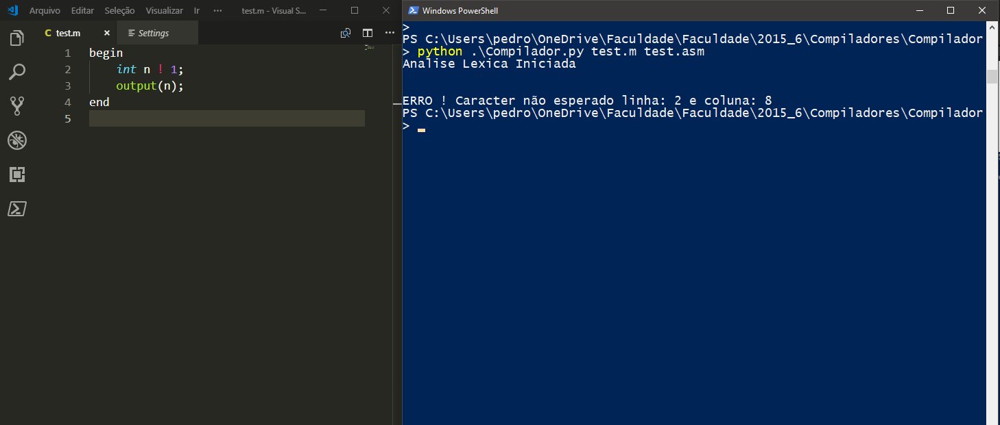 Arquivo Editar Seleção Visualizar Ir ··· test.m - Visual S...
test.m Settings
1 begin
2 int n ! 1;
3 output(n);
4 end
5
Windows PowerShell
>
PS C:\Users\pedro\OneDrive\Faculdade\Faculdade\2015_6\Compiladores\Compilador
> python .\Compilador.py test.m test.asm
Analise Lexica Iniciada
ERRO ! Caracter não esperado linha: 2 e coluna: 8
PS C:\Users\pedro\OneDrive\Faculdade\Faculdade\2015_6\Compiladores\Compilador
>